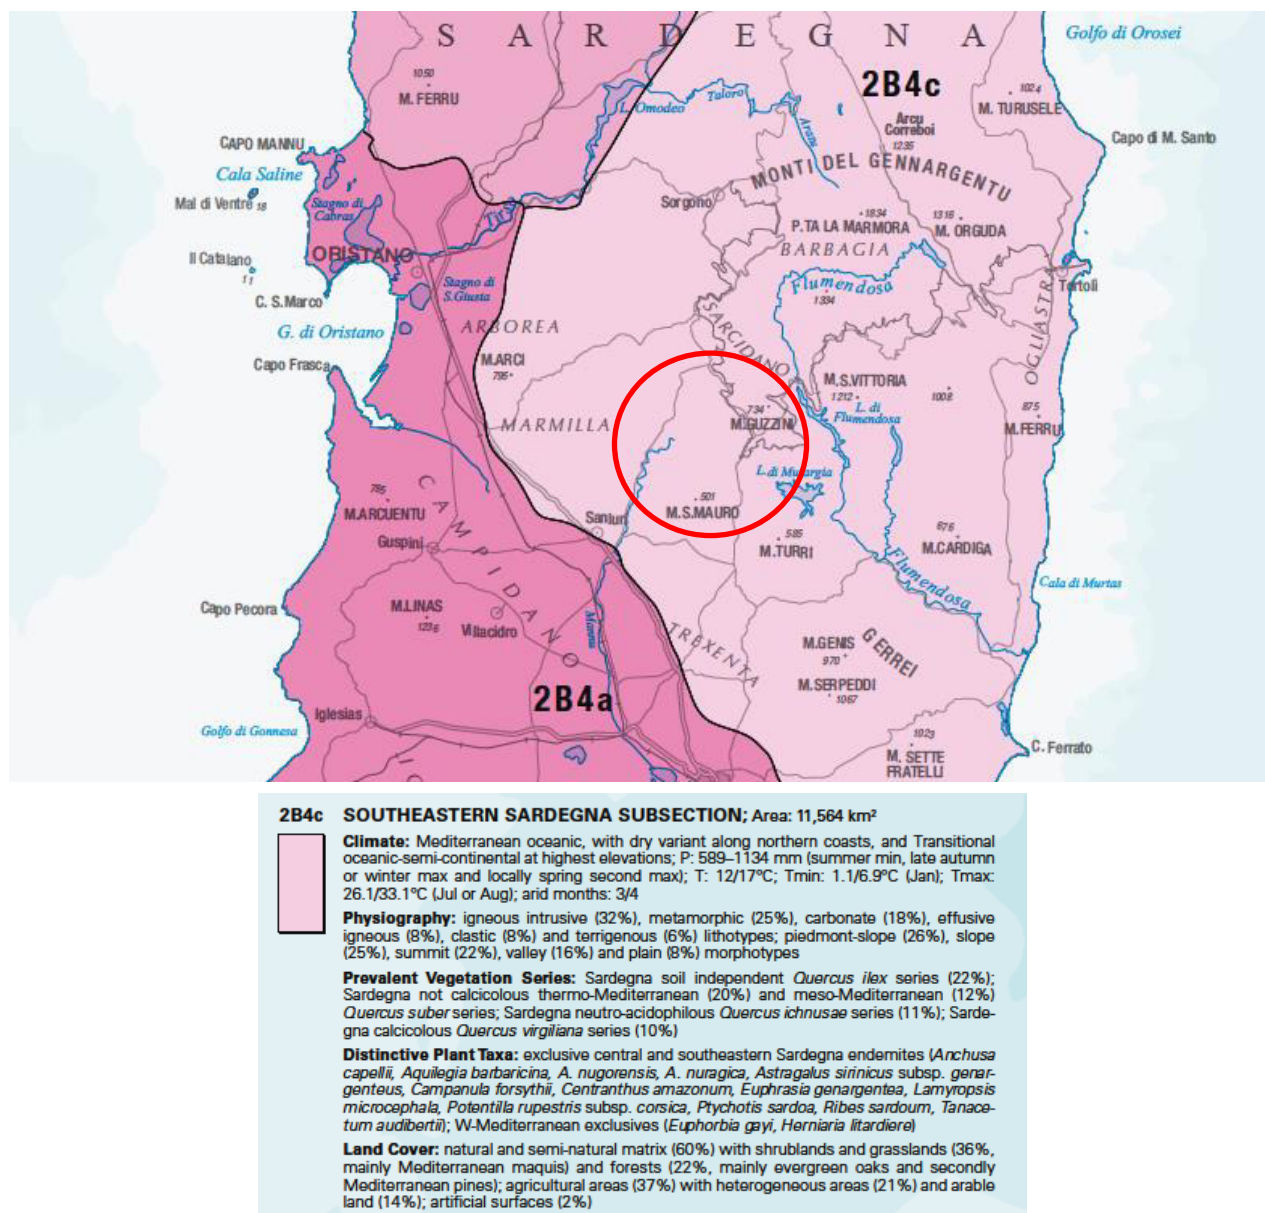 SARDEGNA
Golfo di Orosei
1050
M. FERRU
2B4c
1024
M. TURUSELE
L. Omodeo
Taloro
Aratu
Arcu
Correboi
1235
CAPO MANNU
Capo di M. Santo
Cala Saline
MONTI DEL GENNARGENTU
Mal di Ventre 18
Stagno di
Cabras
Tirso
Sorgono
1834
P.TA LA MARMORA
1316
M. ORGUDA
BARBAGIA
ORISTANO
Il Catalano
11
Stagno di
S.Giusta
Flumendosa
1334
Tortolì
C. S. Marco
SARCIDANO
OGLIASTRA
G. di Oristano
ARBOREA
M.ARCI
Capo Frasca
M.S.VITTORIA
1212
1008
L. di
Flumendosa
734
M.GUZZINI
875
M.FERRU
MARMILLA
L. di Mulargia
CAMPIDANO
785
M.ARCUENTU
501
M.S.MAURO
Sanluri
585
M.TURRI
676
M.CARDIGA
Guspini
Flumendosa
Cala di Murtas
Capo Pecora
M.LINAS
1236
Villacidro
Mannu
TREXENTA
M.GENIS
970
GERREI
M.SERPEDDI
1067
2B4a
Iglesias
Golfo di Gonnesa
1023
M. SETTE
FRATELLI
C. Ferrato
2B4c SOUTHEASTERN SARDEGNA SUBSECTION; Area: 11,564 km²
Climate: Mediterranean oceanic, with dry variant along northern coasts, and Transitional
oceanic-semi-continental at highest elevations; P: 589–1134 mm (summer min, late autumn
or winter max and locally spring second max); T: 12/17ºC; Tmin: 1.1/6.9ºC (Jan); Tmax:
26.1/33.1ºC (Jul or Aug); arid months: 3/4
Physiography: igneous intrusive (32%), metamorphic (25%), carbonate (18%), effusive
igneous (8%), clastic (8%) and terrigenous (6%) lithotypes; piedmont-slope (26%), slope
(25%), summit (22%), valley (16%) and plain (8%) morphotypes
Prevalent Vegetation Series: Sardegna soil independent Quercus ilex series (22%);
Sardegna not calcicolous thermo-Mediterranean (20%) and meso-Mediterranean (12%)
Quercus suber series; Sardegna neutro-acidophilous Quercus ichnusae series (11%); Sarde-
gna calcicolous Quercus virgiliana series (10%)
Distinctive Plant Taxa: exclusive central and southeastern Sardegna endemites (Anchusa
capellii, Aquilegia barbaricina, A. nugorensis, A. nuragica, Astragalus sirinicus subsp. genar-
genteus, Campanula forsythii, Centranthus amazonum, Euphrasia genargentea, Lamyropsis
microcephala, Potentilla rupestris subsp. corsica, Ptychotis sardoa, Ribes sardoum, Tanace-
tum audibertii); W-Mediterranean exclusives (Euphorbia gayi, Herniaria litardiere)
Land Cover: natural and semi-natural matrix (60%) with shrublands and grasslands (36%,
mainly Mediterranean maquis) and forests (22%, mainly evergreen oaks and secondly
Mediterranean pines); agricultural areas (37%) with heterogeneous areas (21%) and arable
land (14%); artificial surfaces (2%)